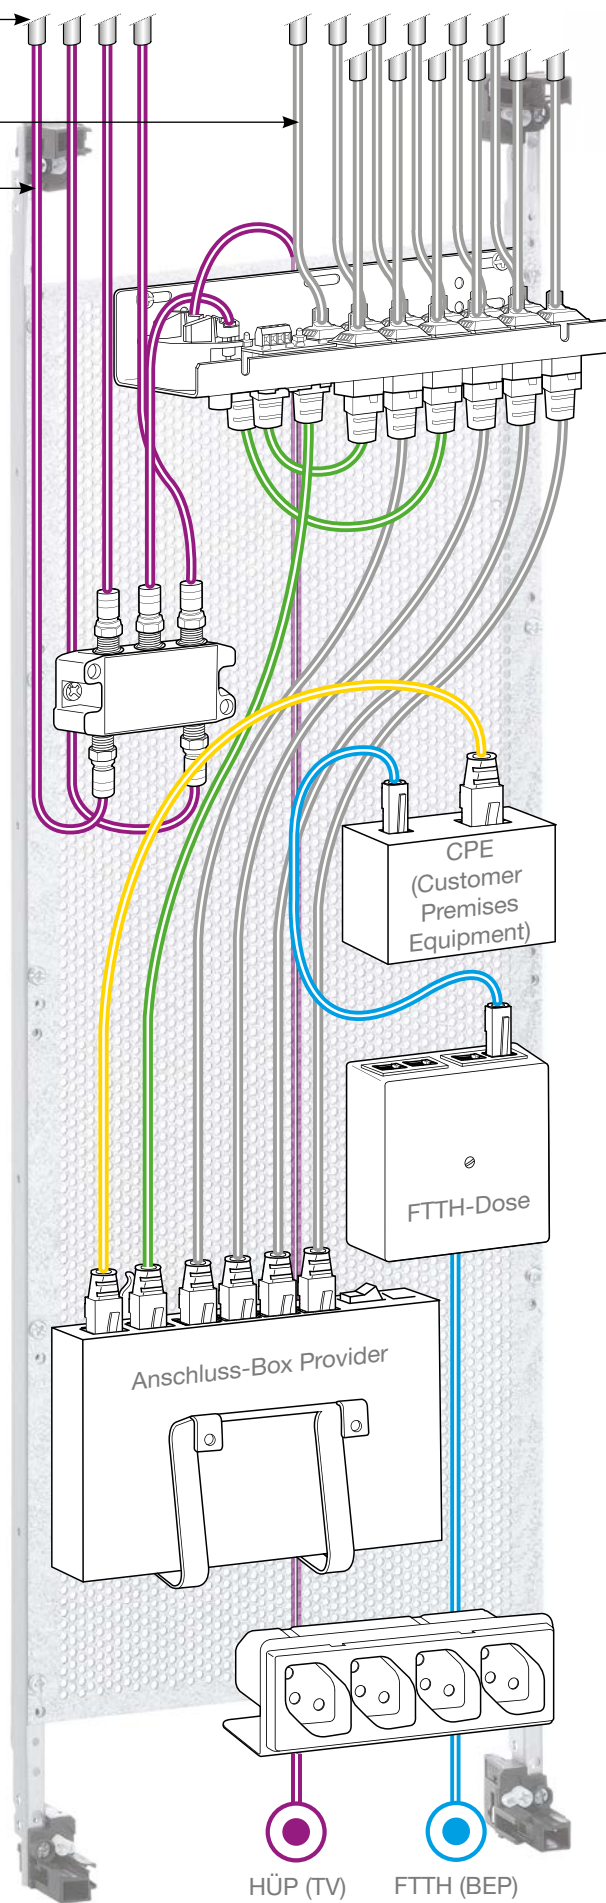 CPE
(Customer
Premises
Equipment)
FTTH-Dose
Anschluss-Box Provider
HÜP (TV)
FTTH (BEP)